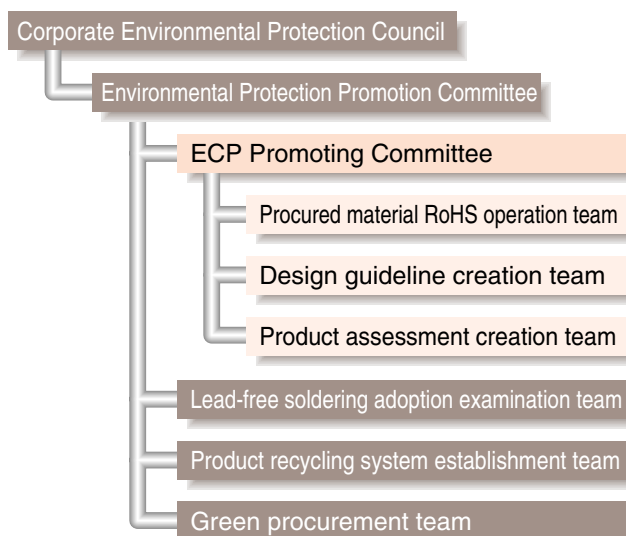 Corporate Environmental Protection Council
Environmental Protection Promotion Committee
ECP Promoting Committee
Procured material RoHS operation team
Design guideline creation team
Product assessment creation team
Lead-free soldering adoption examination team
Product recycling system establishment team
Green procurement team